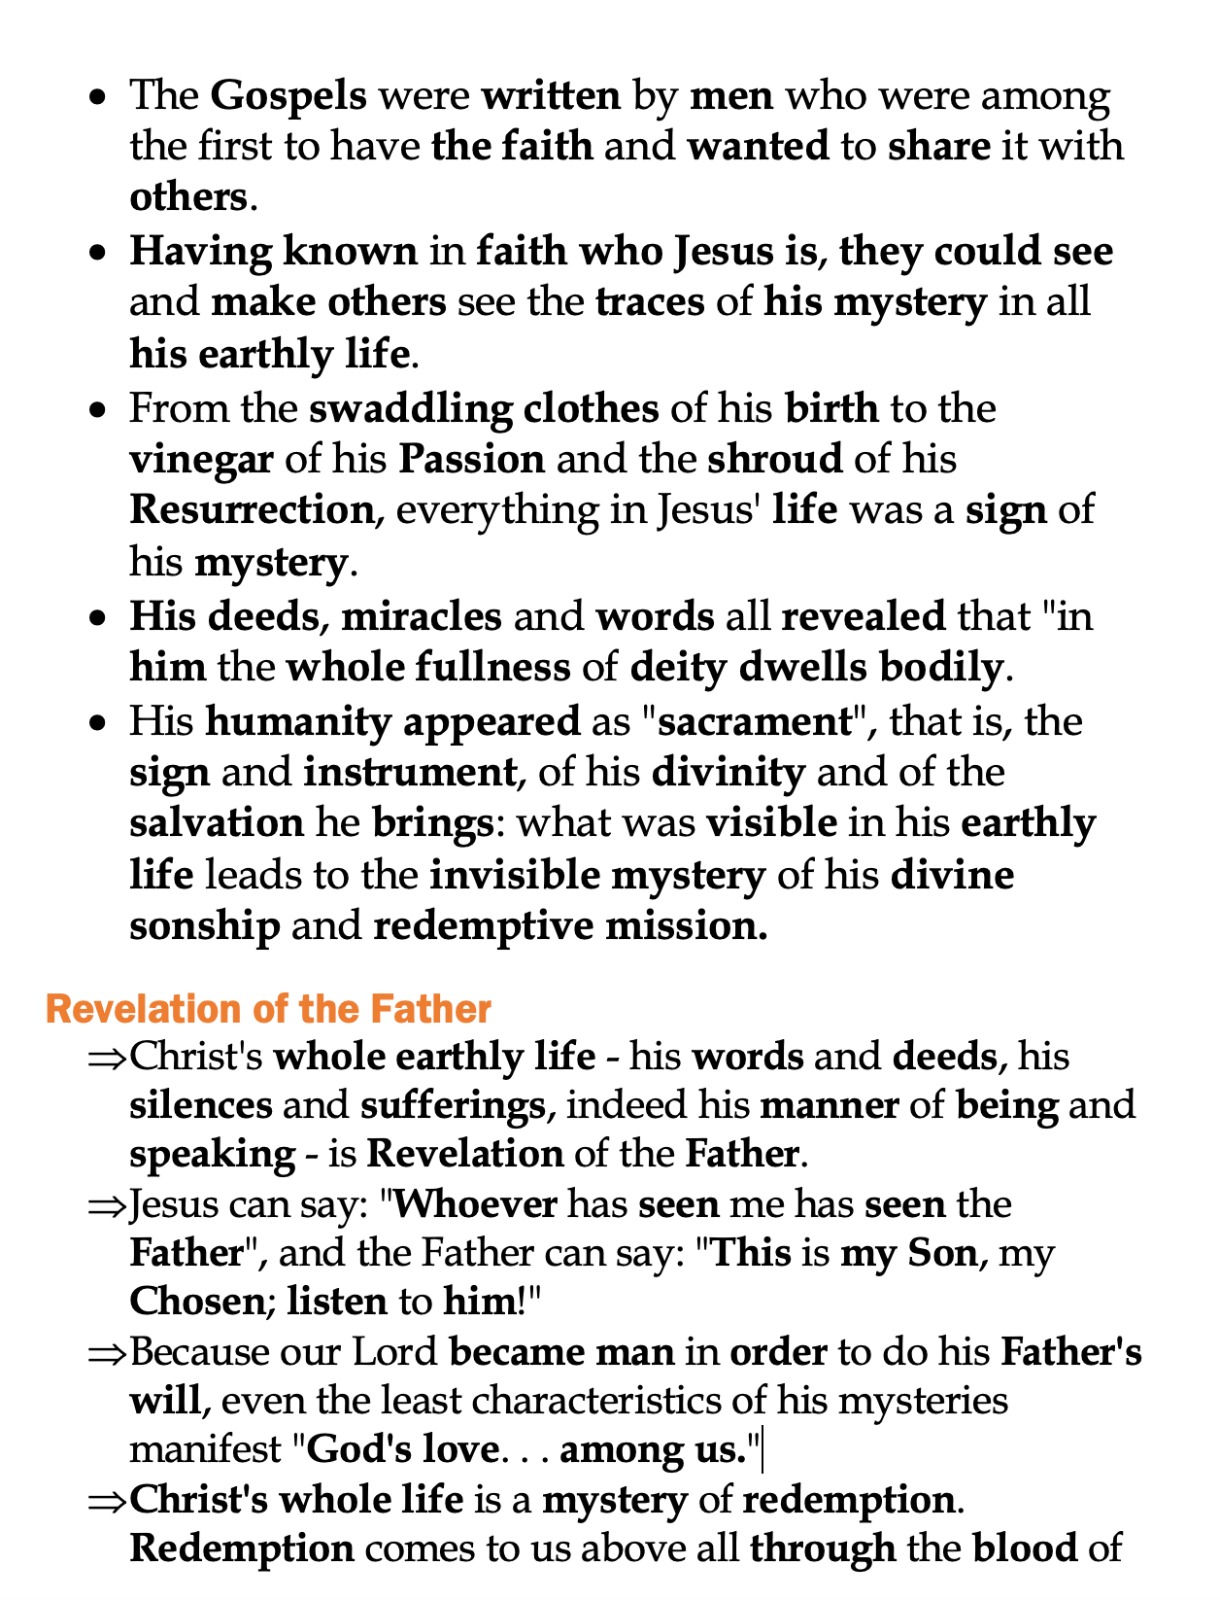 • The Gospels were written by men who were among
the first to have the faith and wanted to share it with
others.
• Having known in faith who Jesus is, they could see
and make others see the traces of his mystery in all
his earthly life.
• From the swaddling clothes of his birth to the
vinegar of his Passion and the shroud of his
Resurrection, everything in Jesus' life was a sign of
his mystery.
• His deeds, miracles and words all revealed that "in
him the whole fullness of deity dwells bodily.
• His humanity appeared as "sacrament", that is, the
sign and instrument, of his divinity and of the
salvation he brings: what was visible in his earthly
life leads to the invisible mystery of his divine
sonship and redemptive mission.
Revelation of the Father
⇒Christ's whole earthly life - his words and deeds, his
silences and sufferings, indeed his manner of being and
speaking - is Revelation of the Father.
⇒Jesus can say: "Whoever has seen me has seen the
Father", and the Father can say: "This is my Son, my
Chosen; listen to him!"
⇒Because our Lord became man in order to do his Father's
will, even the least characteristics of his mysteries
manifest "God's love. . . among us."
⇒Christ's whole life is a mystery of redemption.
Redemption comes to us above all through the blood of